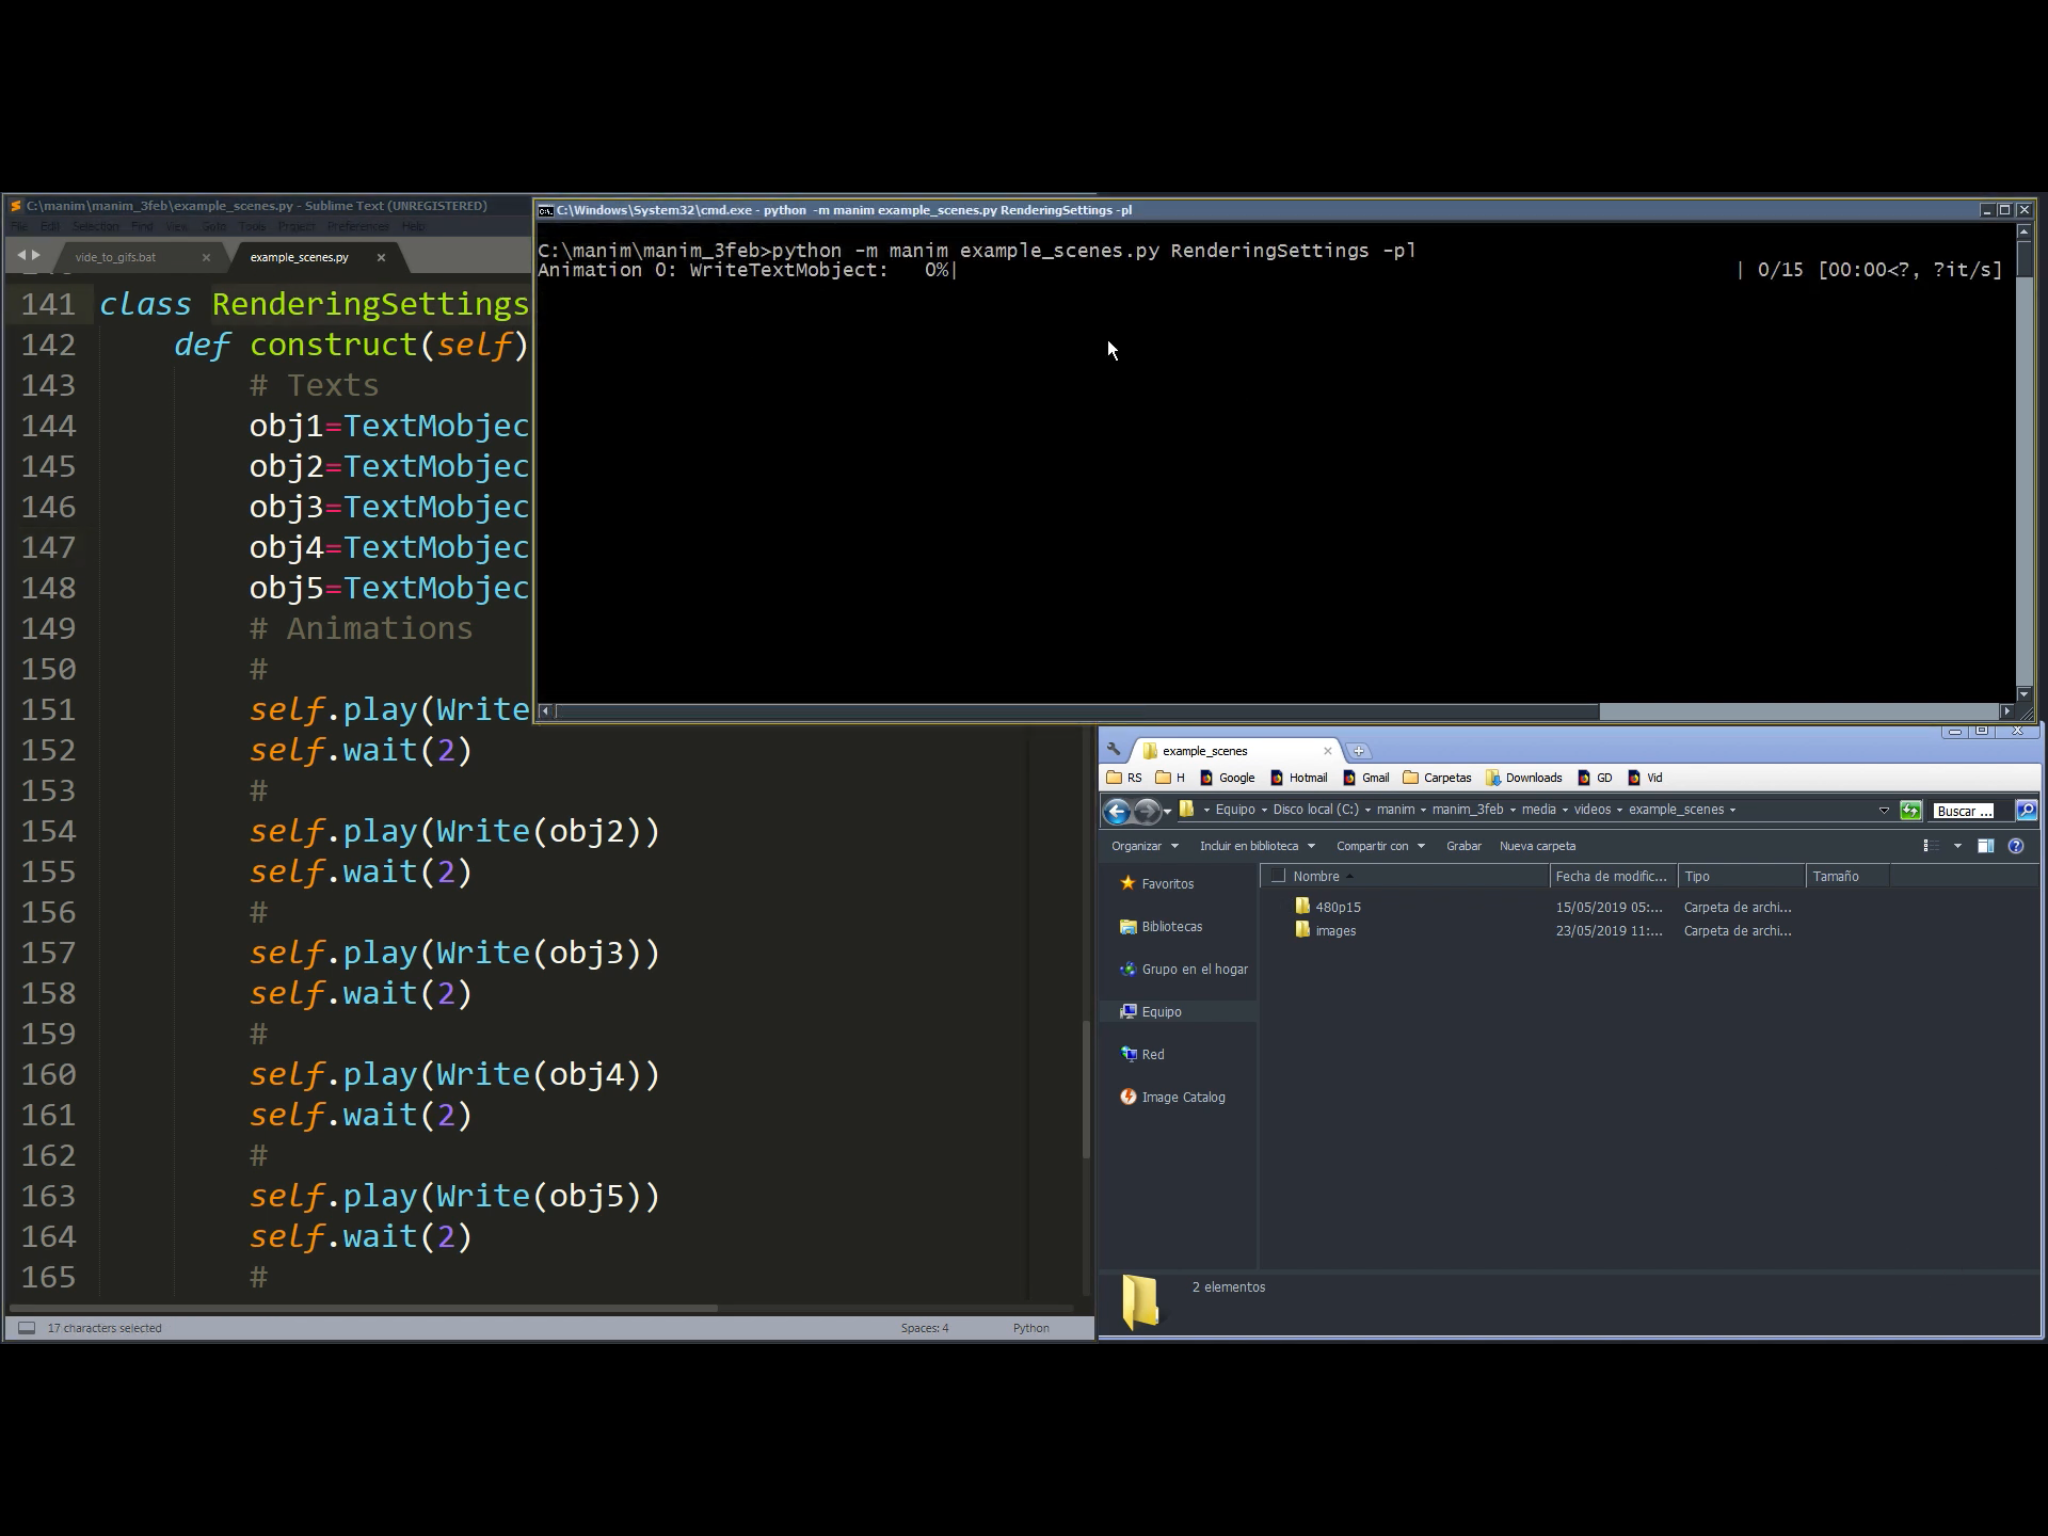 C:\manim\manim_3feb\example_scenes.py - Sublime Text (UNREGISTERED)
File Edit Selection Find View Goto Tools Project Preferences Help
vide_to_gifs.bat × example_scenes.py ×
141 class RenderingSettings
142 def construct(self)
143 # Texts
144 obj1=TextMobjec
145 obj2=TextMobjec
146 obj3=TextMobjec
147 obj4=TextMobjec
148 obj5=TextMobjec
149 # Animations
150 #
151 self.play(Write
152 self.wait(2)
153 #
154 self.play(Write(obj2))
155 self.wait(2)
156 #
157 self.play(Write(obj3))
158 self.wait(2)
159 #
160 self.play(Write(obj4))
161 self.wait(2)
162 #
163 self.play(Write(obj5))
164 self.wait(2)
165 #
17 characters selected Spaces: 4 Python
C:\Windows\System32\cmd.exe - python -m manim example_scenes.py RenderingSettings -pl
C:\manim\manim_3feb>python -m manim example_scenes.py RenderingSettings -pl
Animation 0: WriteTextMobject: 0%| | 0/15 [00:00<?, ?it/s]
example_scenes
RS H Google Hotmail Gmail Carpetas Downloads GD Vid
Equipo Disco local (C:) manim manim_3feb media videos example_scenes Buscar ...
Organizar Incluir en biblioteca Compartir con Grabar Nueva carpeta
Favoritos
Bibliotecas
Grupo en el hogar
Equipo
Red
Image Catalog
Nombre Fecha de modific... Tipo Tamaño
480p15 15/05/2019 05:... Carpeta de archi...
images 23/05/2019 11:... Carpeta de archi...
2 elementos